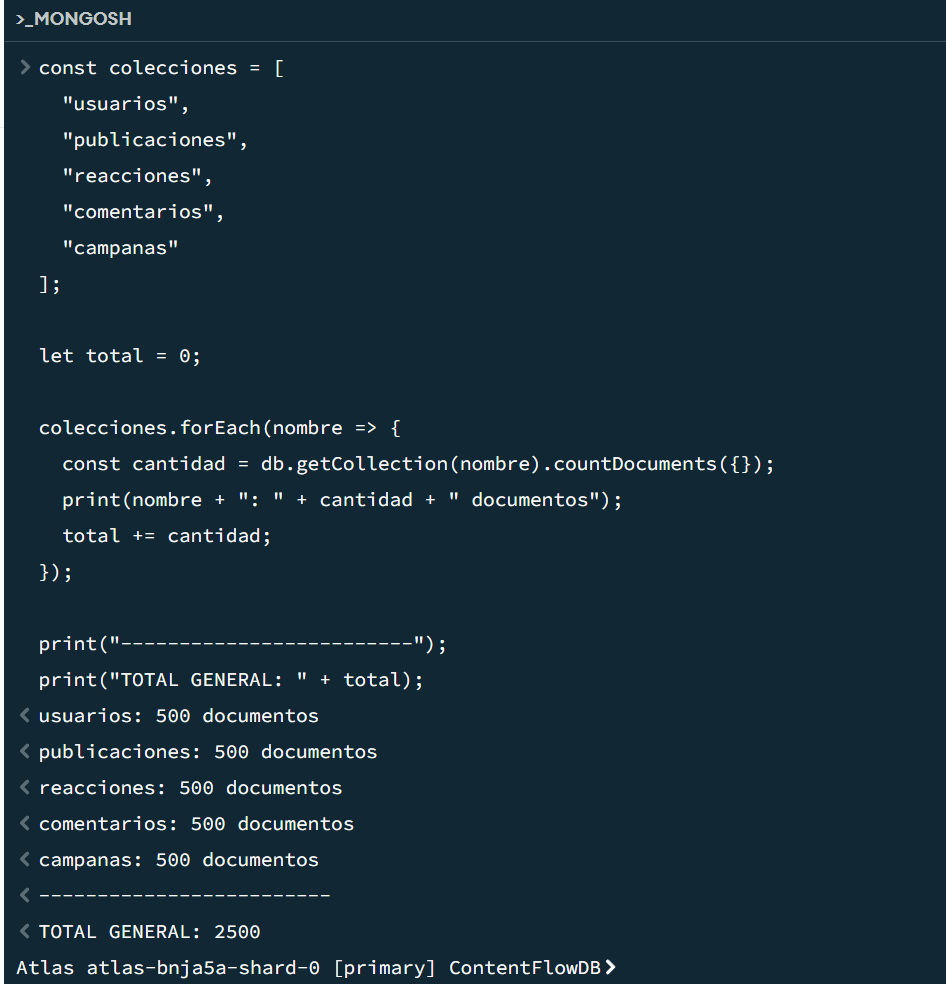 >_MONGOSH
const colecciones = [
"usuarios",
"publicaciones",
"reacciones",
"comentarios",
"campanas"
];
let total = 0;
colecciones.forEach(nombre => {
const cantidad = db.getCollection(nombre).countDocuments({});
print(nombre + ": " + cantidad + " documentos");
total += cantidad;
});
print("-------------------------");
print("TOTAL GENERAL: " + total);
usuarios: 500 documentos
publicaciones: 500 documentos
reacciones: 500 documentos
comentarios: 500 documentos
campanas: 500 documentos
-------------------------
TOTAL GENERAL: 2500
Atlas atlas-bnja5a-shard-0 [primary] ContentFlowDB>